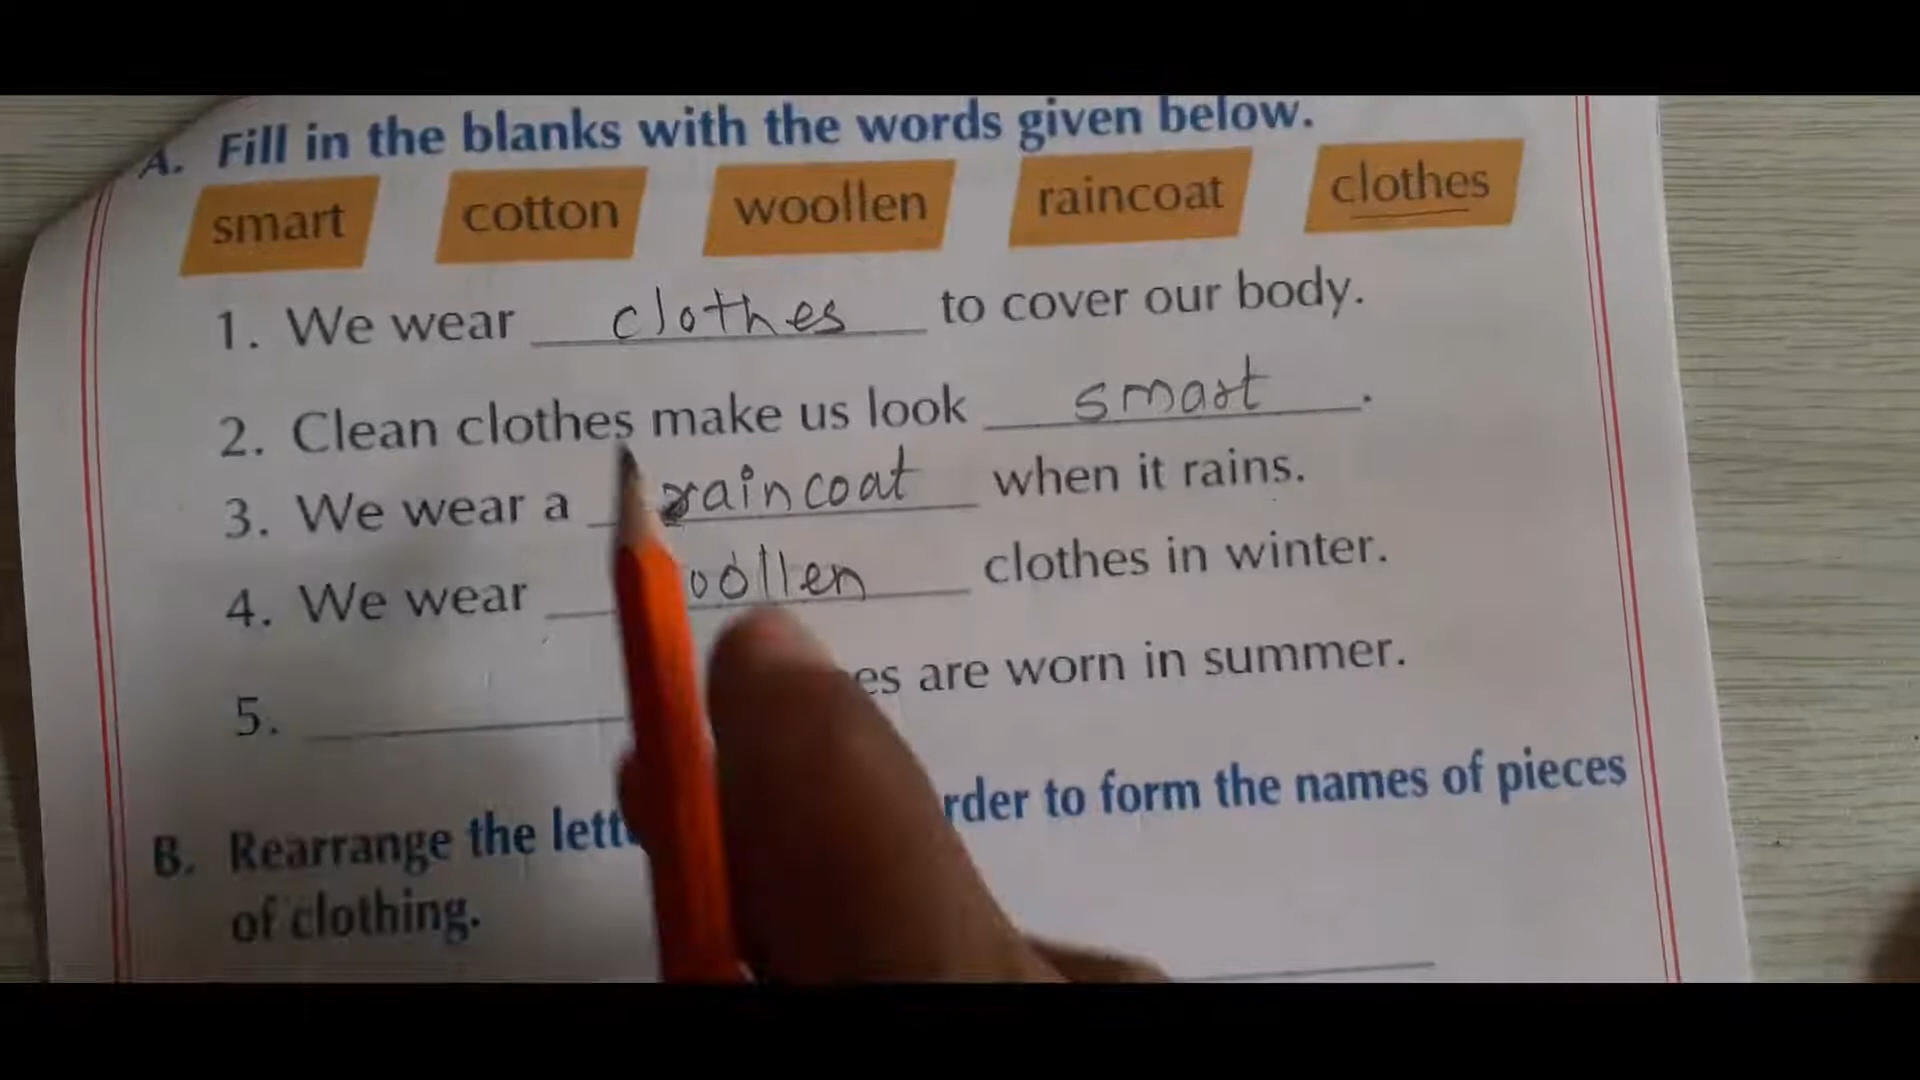 A. Fill in the blanks with the words given below.
smart cotton woollen raincoat clothes
1. We wear clothes to cover our body.
2. Clean clothes make us look smart.
3. We wear a raincoat when it rains.
4. We wear oollen clothes in winter.
5. es are worn in summer.
B. Rearrange the lett rder to form the names of pieces
of clothing.